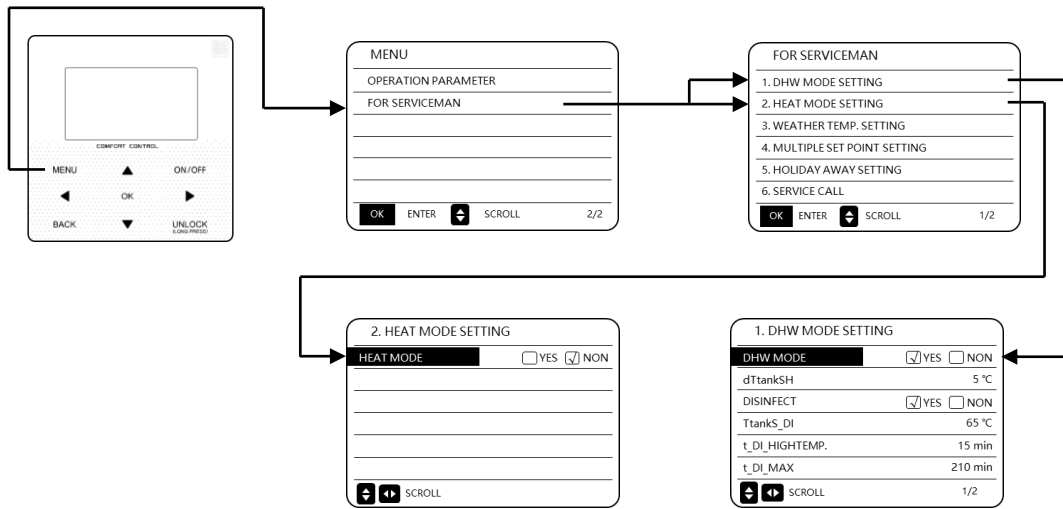 COMFORT CONTROL
MENU
ON/OFF
OK
BACK
UNLOCK
(LONG PRESS)
MENU
OPERATION PARAMETER
FOR SERVICEMAN
OK ENTER SCROLL 2/2
FOR SERVICEMAN
1. DHW MODE SETTING
2. HEAT MODE SETTING
3. WEATHER TEMP. SETTING
4. MULTIPLE SET POINT SETTING
5. HOLIDAY AWAY SETTING
6. SERVICE CALL
OK ENTER SCROLL 1/2
2. HEAT MODE SETTING
HEAT MODE YES NON
SCROLL
1. DHW MODE SETTING
DHW MODE YES NON
dTtankSH 5 ℃
DISINFECT YES NON
TtankS_DI 65 ℃
t_DI_HIGHTEMP. 15 min
t_DI_MAX 210 min
SCROLL 1/2